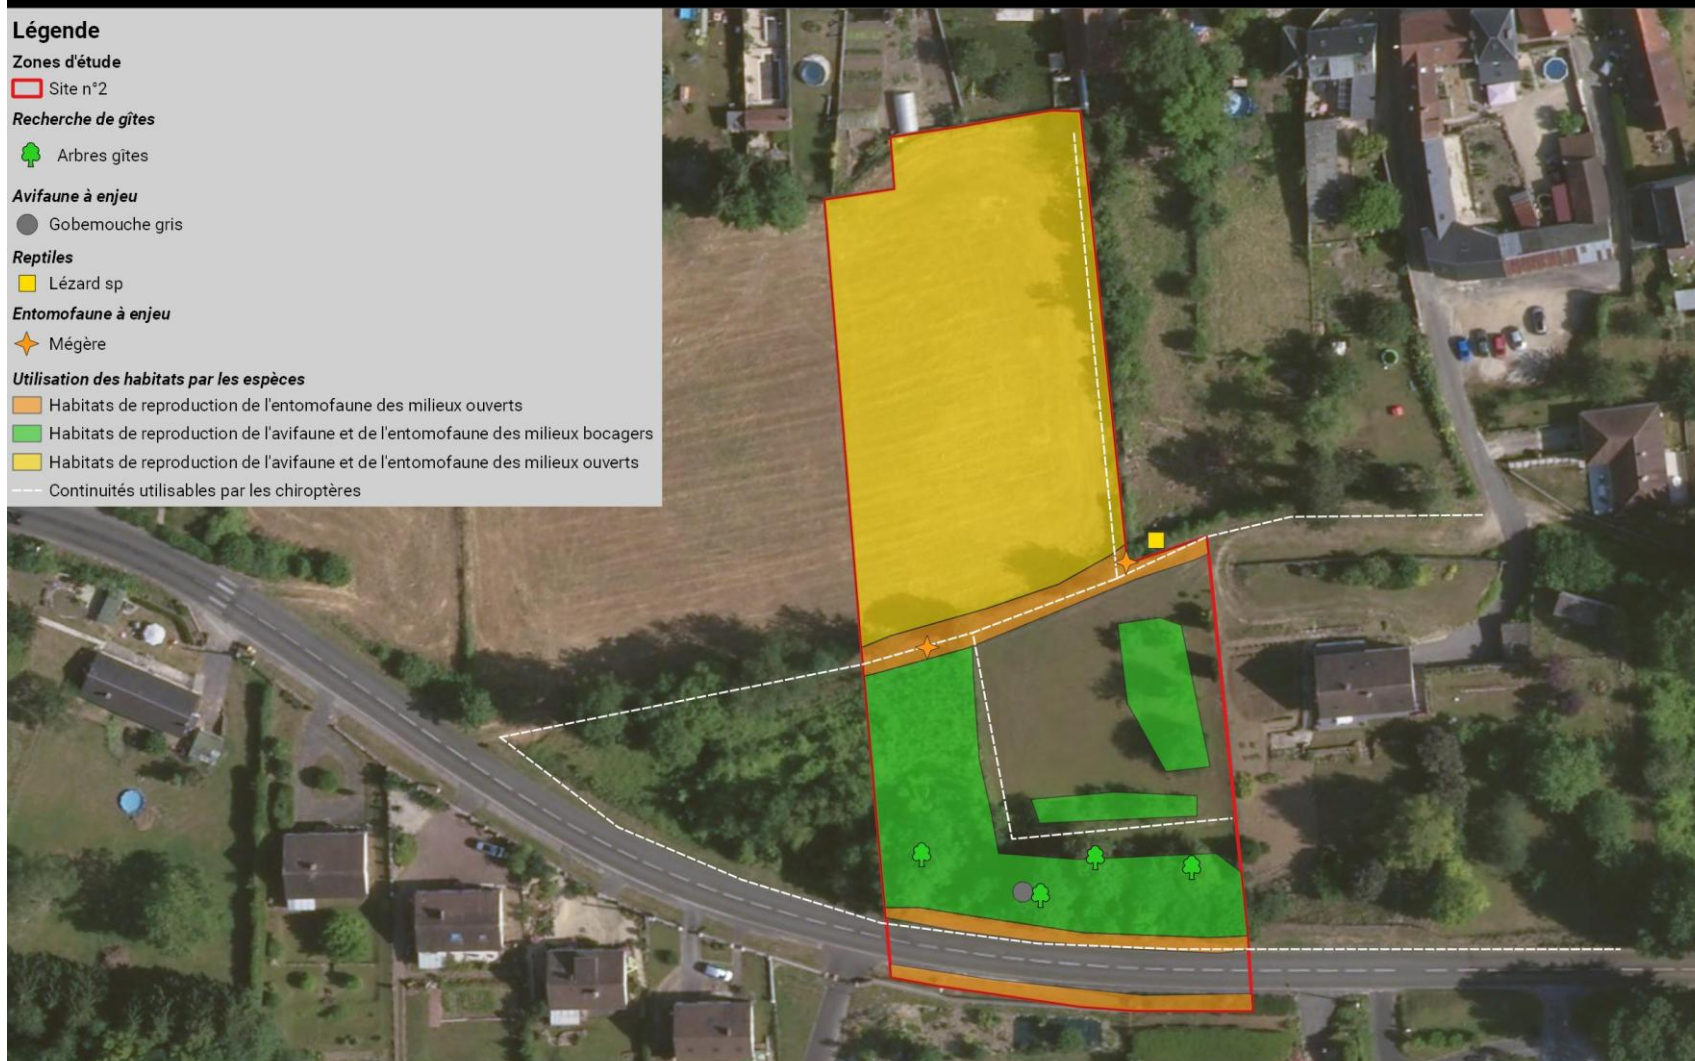 Légende
Zones d'étude
Site n°2
Recherche de gîtes
Arbres gîtes
Avifaune à enjeu
Gobemouche gris
Reptiles
Lézard sp
Entomofaune à enjeu
Mégère
Utilisation des habitats par les espèces
Habitats de reproduction de l'entomofaune des milieux ouverts
Habitats de reproduction de l'avifaune et de l'entomofaune des milieux bocagers
Habitats de reproduction de l'avifaune et de l'entomofaune des milieux ouverts
Continuités utilisables par les chiroptères